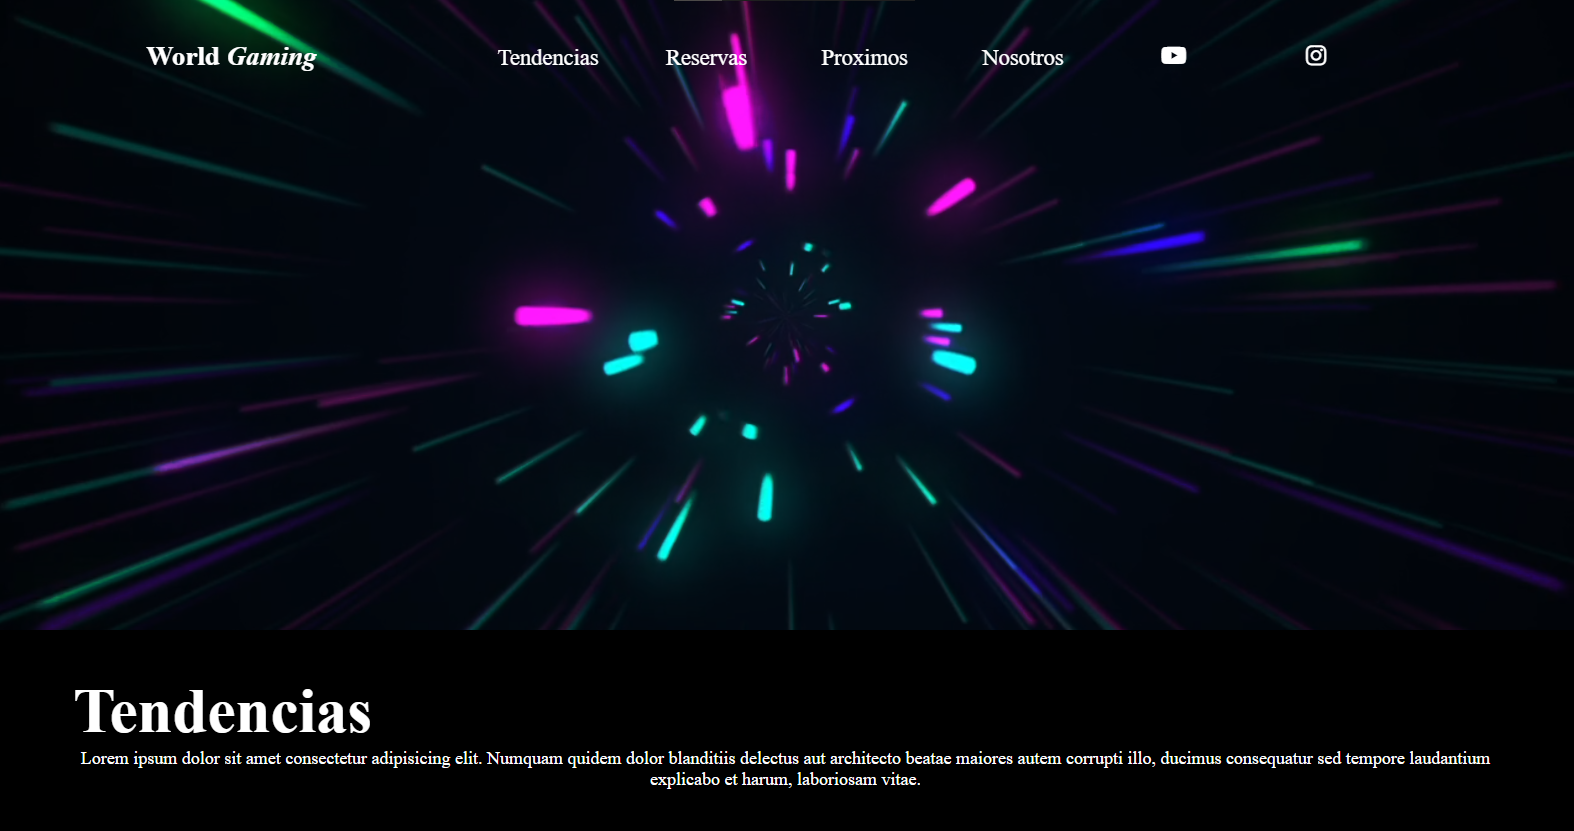 World Gaming
Tendencias
Reservas
Proximos
Nosotros
Tendencias
Lorem ipsum dolor sit amet consectetur adipisicing elit. Numquam quidem dolor blanditiis delectus aut architecto beatae maiores autem corrupti illo, ducimus consequatur sed tempore laudantium
explicabo et harum, laboriosam vitae.